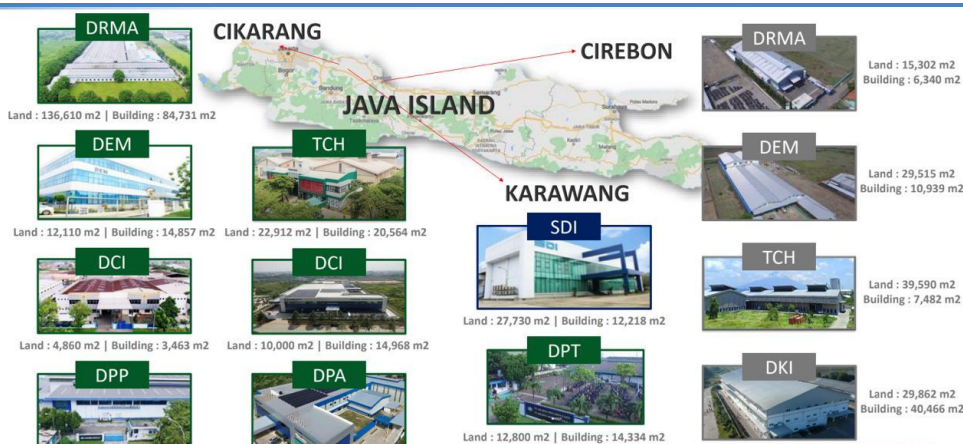 DRMA
CIKARANG
CIREBON
JAVA ISLAND
KARAWANG
Land : 136,610 m2 | Building : 84,731 m2
DEM
Land : 12,110 m2 | Building : 14,857 m2
TCH
Land : 22,912 m2 | Building : 20,564 m2
DCI
Land : 4,860 m2 | Building : 3,463 m2
DCI
Land : 10,000 m2 | Building : 14,968 m2
DPP
DPA
SDI
SDI
Land : 27,730 m2 | Building : 12,218 m2
DPT
Land : 12,800 m2 | Building : 14,334 m2
DRMA
Land : 15,302 m2
Building : 6,340 m2
DEM
Land : 29,515 m2
Building : 10,939 m2
TCH
Land : 39,590 m2
Building : 7,482 m2
DKI
Land : 29,862 m2
Building : 40,466 m2
Bogor
Bandung
Semarang